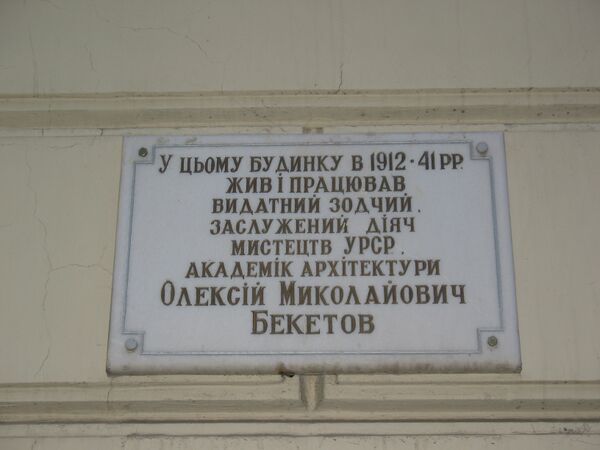 У ЦЬОМУ БУДИНКУ В 1912-41 РР.
ЖИВ І ПРАЦЮВАВ
ВИДАТНИЙ ЗОДЧИЙ,
ЗАСЛУЖЕНИЙ ДІЯЧ
МИСТЕЦТВ УРСР,
АКАДЕМІК АРХІТЕКТУРИ
ОЛЕКСІЙ МИКОЛАЙОВИЧ
БЕКЕТОВ